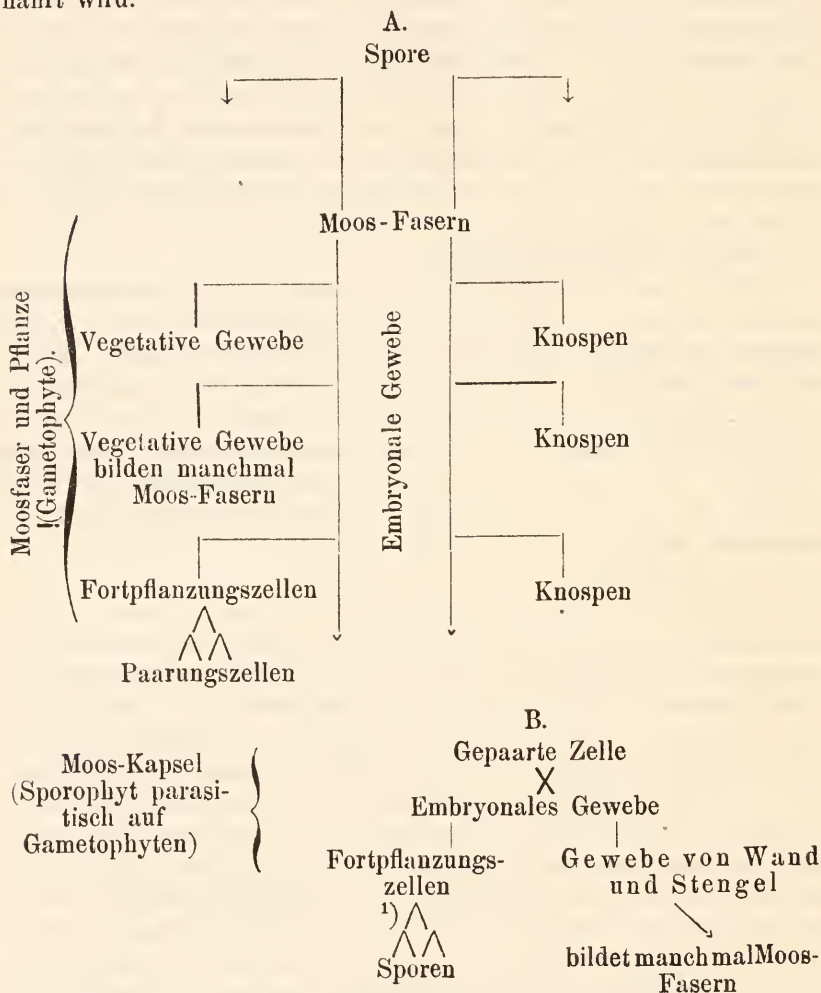 nährt wird.
A.
Spore
Moos-Fasern
Moosfaser und Pflanze
!(Gametophyte).
Vegetative Gewebe
Vegetative Gewebe
bilden manchmal
Moos-Fasern
Fortpflanzungszellen
Paarungszellen
Embryonale Gewebe
Knospen
Knospen
Knospen
B.
Gepaarte Zelle
Embryonales Gewebe
Moos-Kapsel
(Sporophyt parasi-
tisch auf
Gametophyten)
Fortpflanzungs-
zellen
1)
Sporen
Gewebe von Wand
und Stengel
bildet manchmal Moos-
Fasern